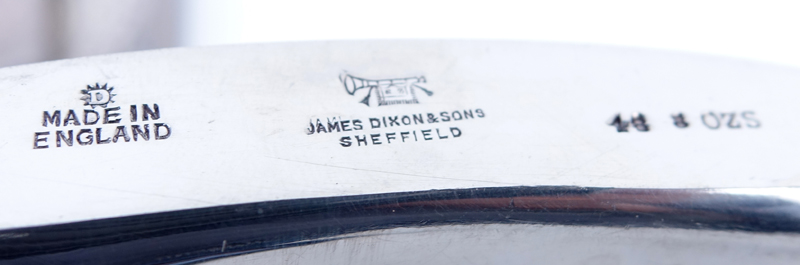 D
MADE IN
ENGLAND
JAMES DIXON & SONS
SHEFFIELD
OZS